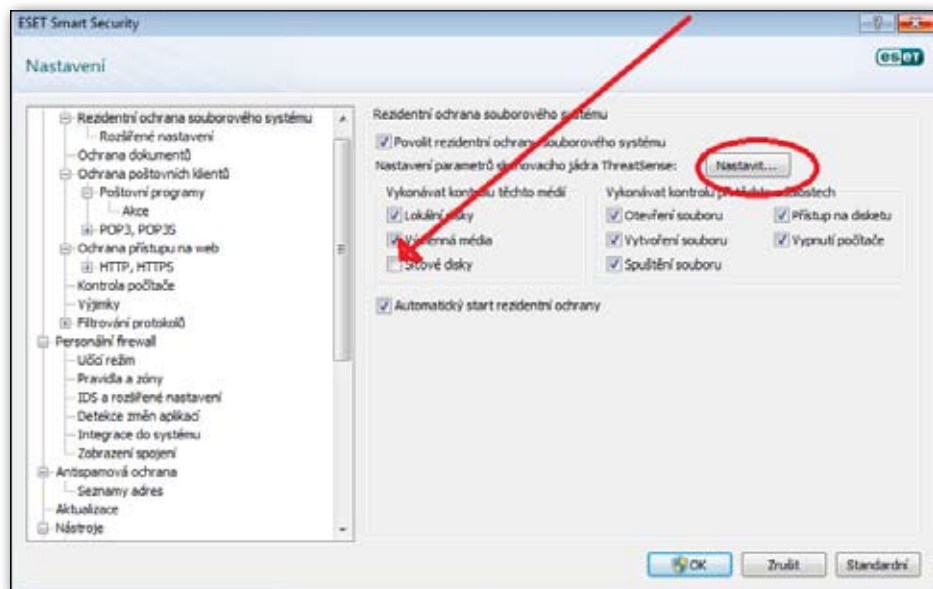 ESET Smart Security
Nastavení
eset
Rezidentní ochrana souborového systému
Rozšířené nastavení
Ochrana dokumentů
Ochrana poštovních klientů
Poštovní programy
Akce
POP3, POP3S
Ochrana přístupu na web
HTTP, HTTPS
Kontrola počítače
Výjimky
Filtrování protokolů
Personální firewall
Učící režim
Pravidla a zóny
IDS a rozšířené nastavení
Detekce změn aplikací
Integrace do systému
Zobrazení spojení
Antispamová ochrana
Seznamy adres
Aktualizace
Nástroje
Rezidentní ochrana souborového systému
Povolit rezidentní ochranu souborového systému
Nastavení parametrů skenovacího jádra ThreatSense:
Nastavit...
Vykonávat kontrolu těchto médií
Lokální disky
Výměnná média
Síťové disky
Vykonávat kontrolu při těchto událostech
Otevření souboru
Přístup na disketu
Vytvoření souboru
Vypnutí počítače
Spuštění souboru
Automatický start rezidentní ochrany
OK
Zrušit
Standardní